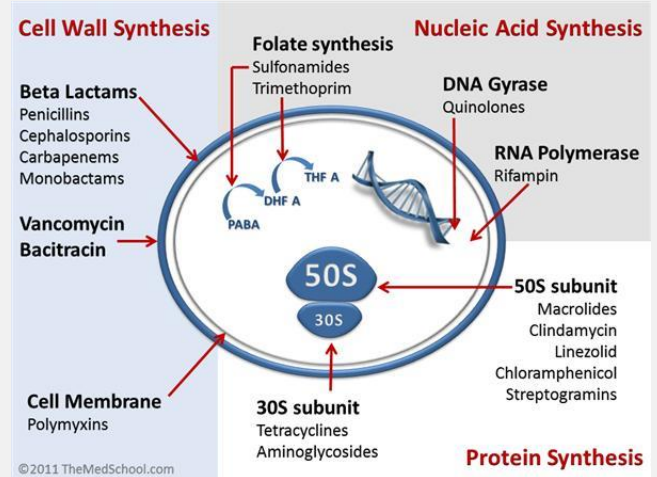 Cell Wall Synthesis
Nucleic Acid Synthesis
Folate synthesis
Sulfonamides
Trimethoprim
Beta Lactams
Penicillins
Cephalosporins
Carbapenems
Monobactams
DNA Gyrase
Quinolones
RNA Polymerase
Rifampin
THF A
DHF A
PABA
Vancomycin
Bacitracin
50S
30S
50S subunit
Macrolides
Clindamycin
Linezolid
Chloramphenicol
Streptogramins
Cell Membrane
Polymyxins
30S subunit
Tetracyclines
Aminoglycosides
Protein Synthesis
©2011 TheMedSchool.com